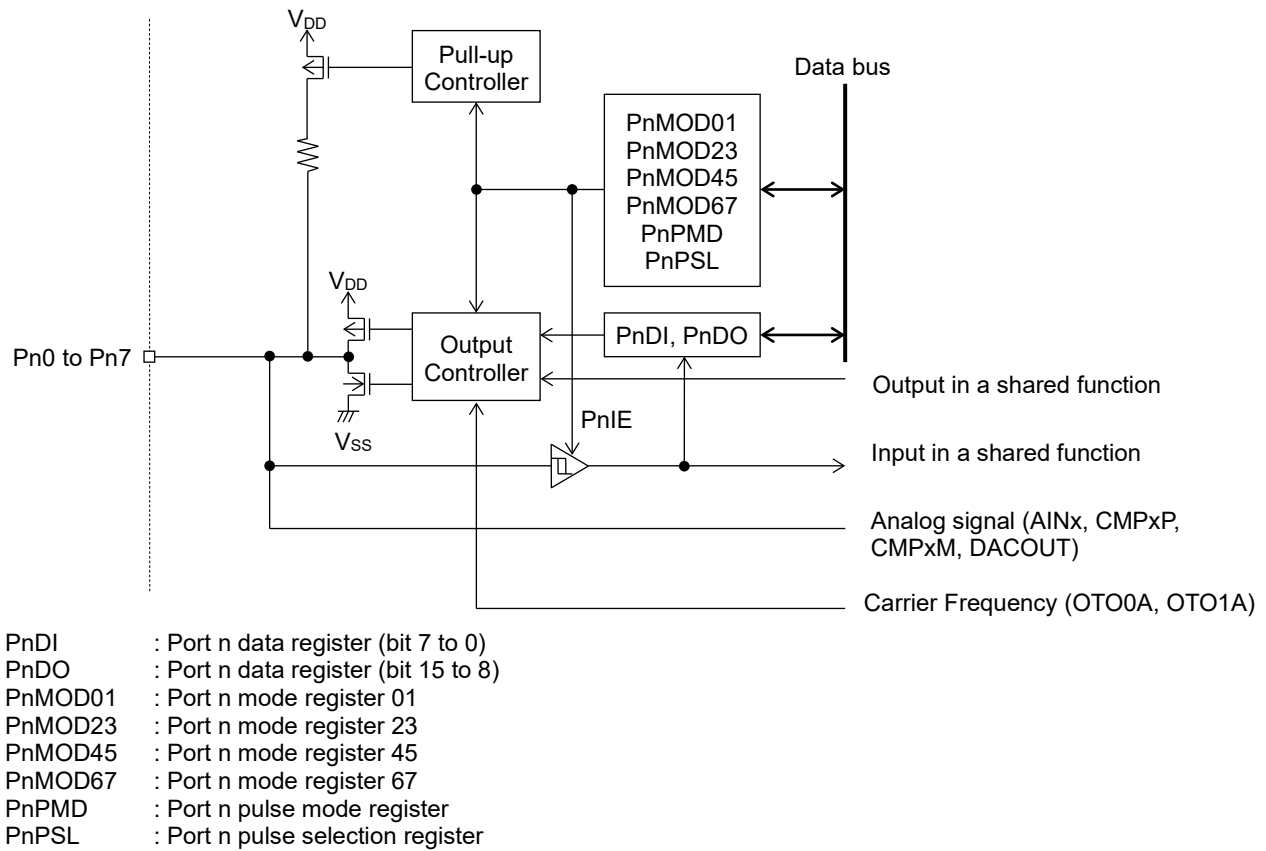 VDD
Pull-up
Controller
Data bus
PnMOD01
PnMOD23
PnMOD45
PnMOD67
PnPMD
PnPSL
VDD
Pn0 to Pn7
Output
Controller
PnDI, PnDO
Output in a shared function
PnIE
VSS
Input in a shared function
Analog signal (AINx, CMPxP,
CMPxM, DACOUT)
Carrier Frequency (OTO0A, OTO1A)
PnDI : Port n data register (bit 7 to 0)
PnDO : Port n data register (bit 15 to 8)
PnMOD01 : Port n mode register 01
PnMOD23 : Port n mode register 23
PnMOD45 : Port n mode register 45
PnMOD67 : Port n mode register 67
PnPMD : Port n pulse mode register
PnPSL : Port n pulse selection register